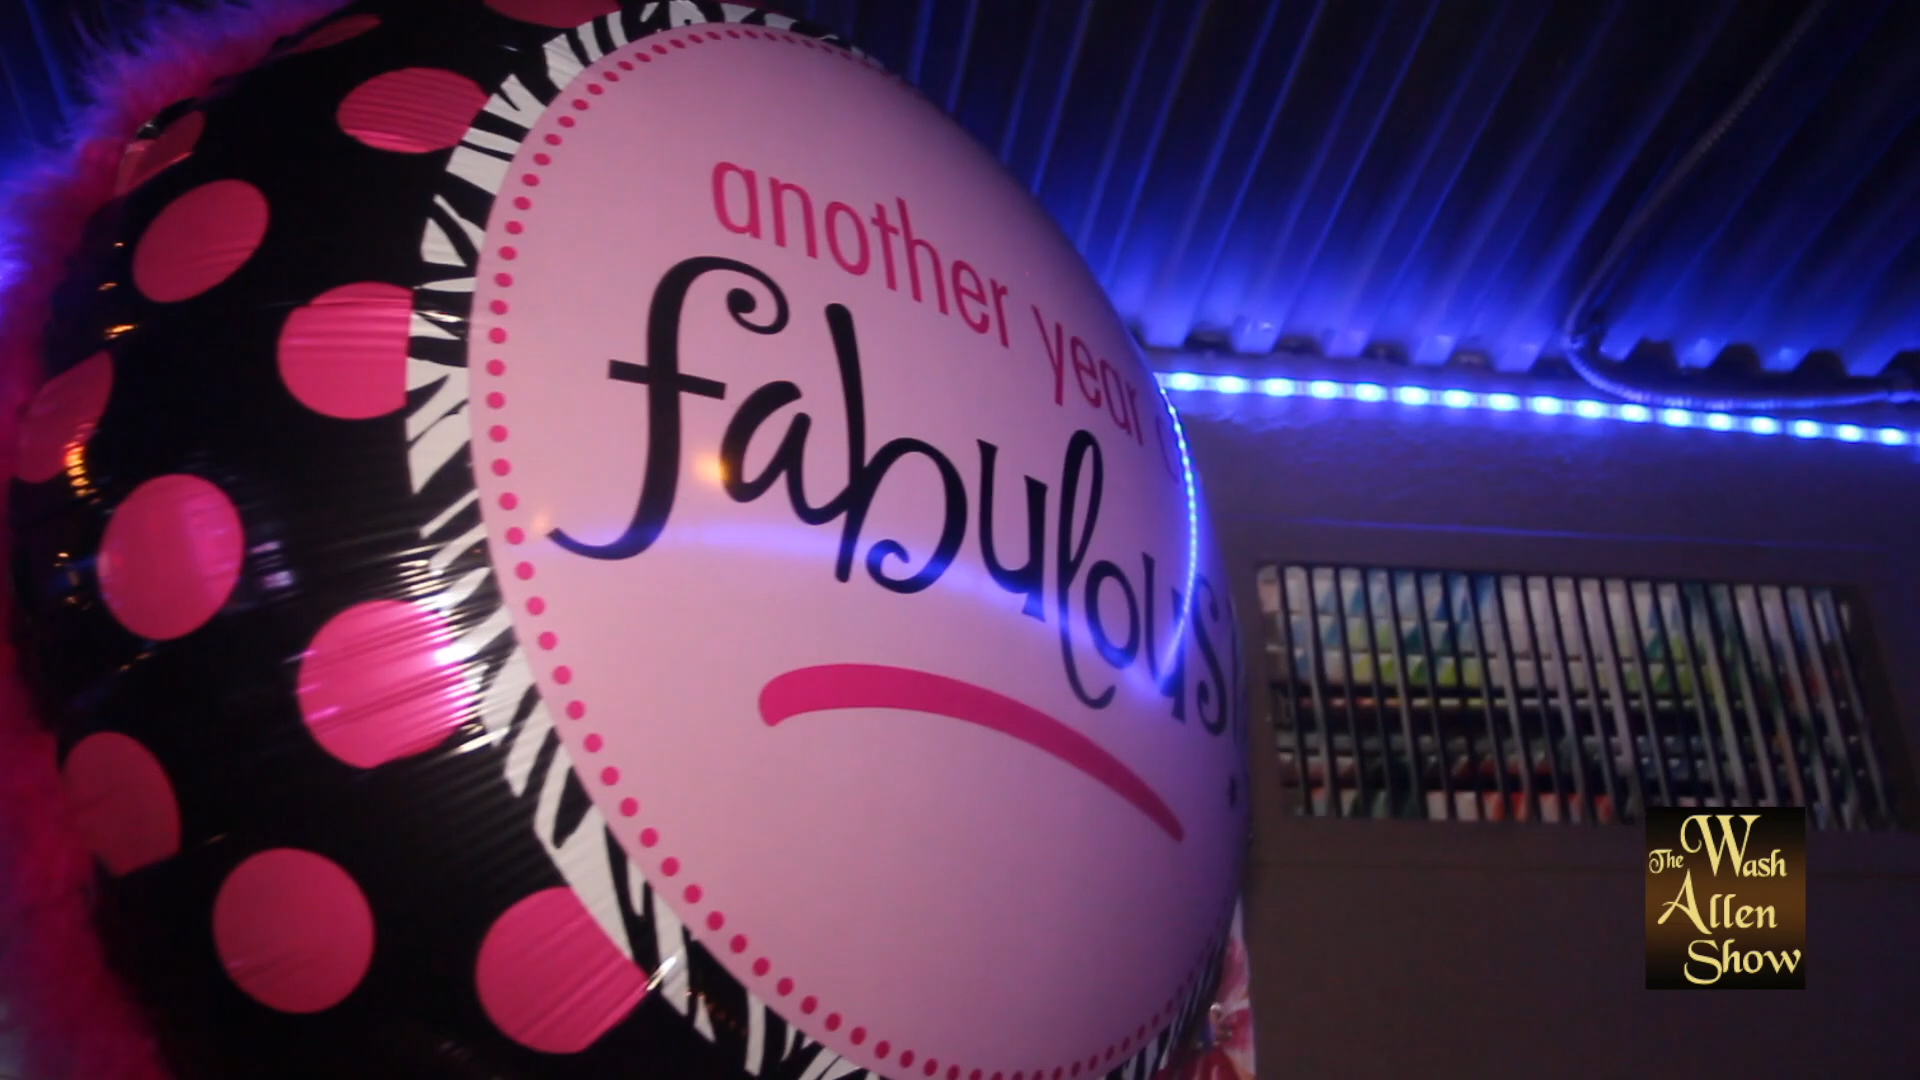 another year
fabulous!
The Wash
Allen
Show